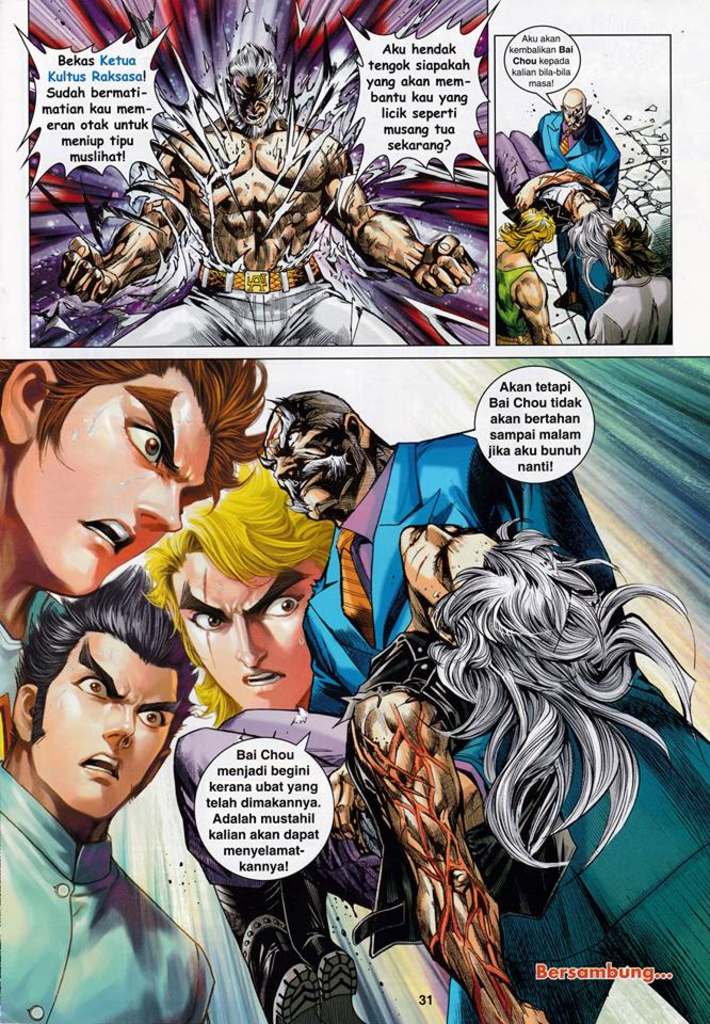 Bekas Ketua
Kultus Raksasa!
Sudah bermati-
matian kau mem-
eran otak untuk
meniup tipu
muslihat!
Aku hendak
tengok siapakah
yang akan mem-
bantu kau yang
licik seperti
musang tua
sekarang?
Aku akan
kembalikan Bai
Chou kepada
kalian bila-bila
masa!
Akan tetapi
Bai Chou tidak
akan bertahan
sampai malam
jika aku bunuh
nanti!
Bai Chou
menjadi begini
kerana ubat yang
telah dimakannya.
Adalah mustahil
kalian akan dapat
menyelamat-
kannya!
Bersambung...
31